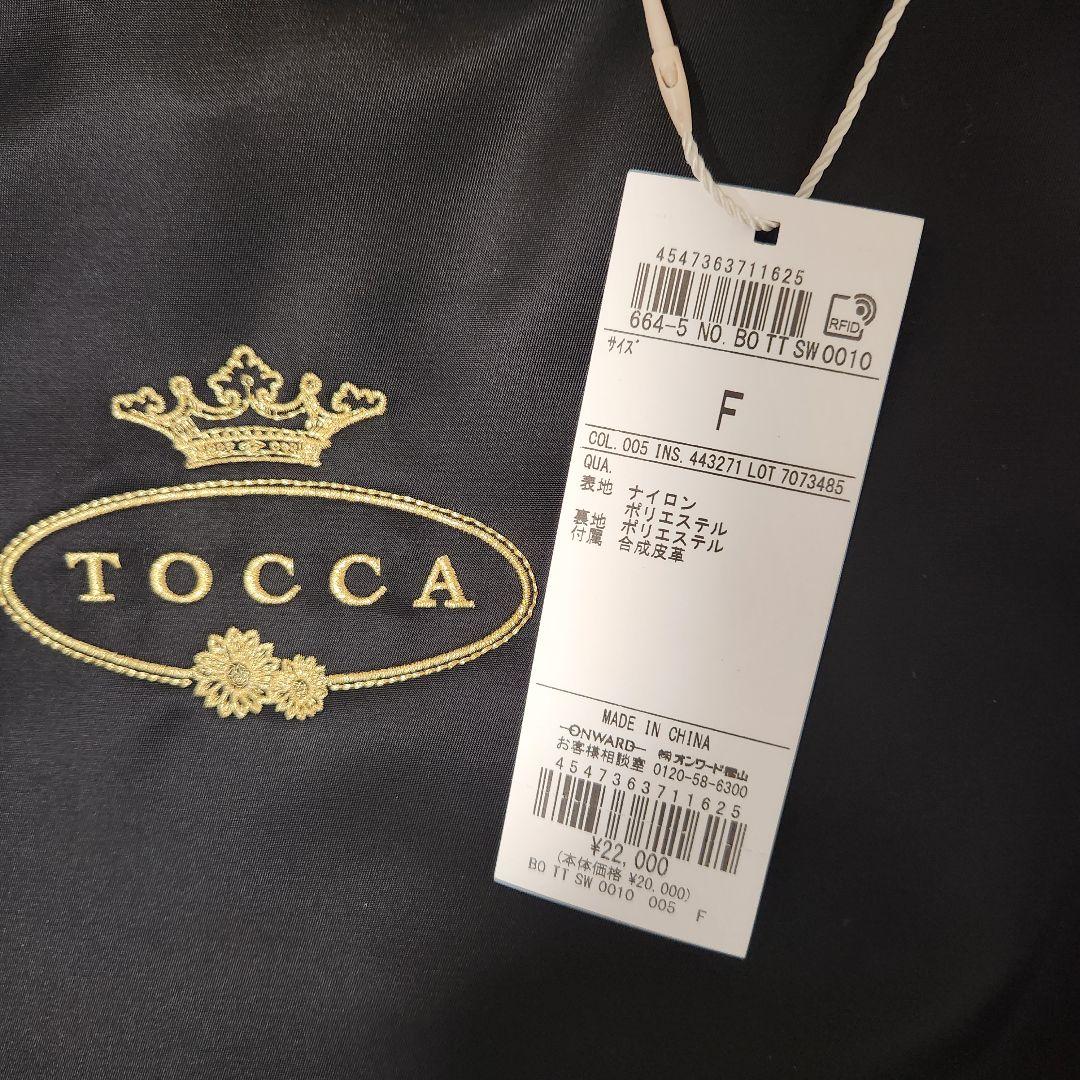 TOCCA
4547363711625
RFID
664-5 NO. BO TT SW 0010
サイズ
F
COL. 005 INS. 443271 LOT 7073485
QUA.
表地 ナイロン
ポリエステル
裏地 ポリエステル
付属 合成皮革
MADE IN CHINA
ONWARD ㈱オンワード樫山
お客様相談室 0120-58-6300
4547363711625
¥22,000
(本体価格 ¥20,000)
BO TT SW 0010 005 F